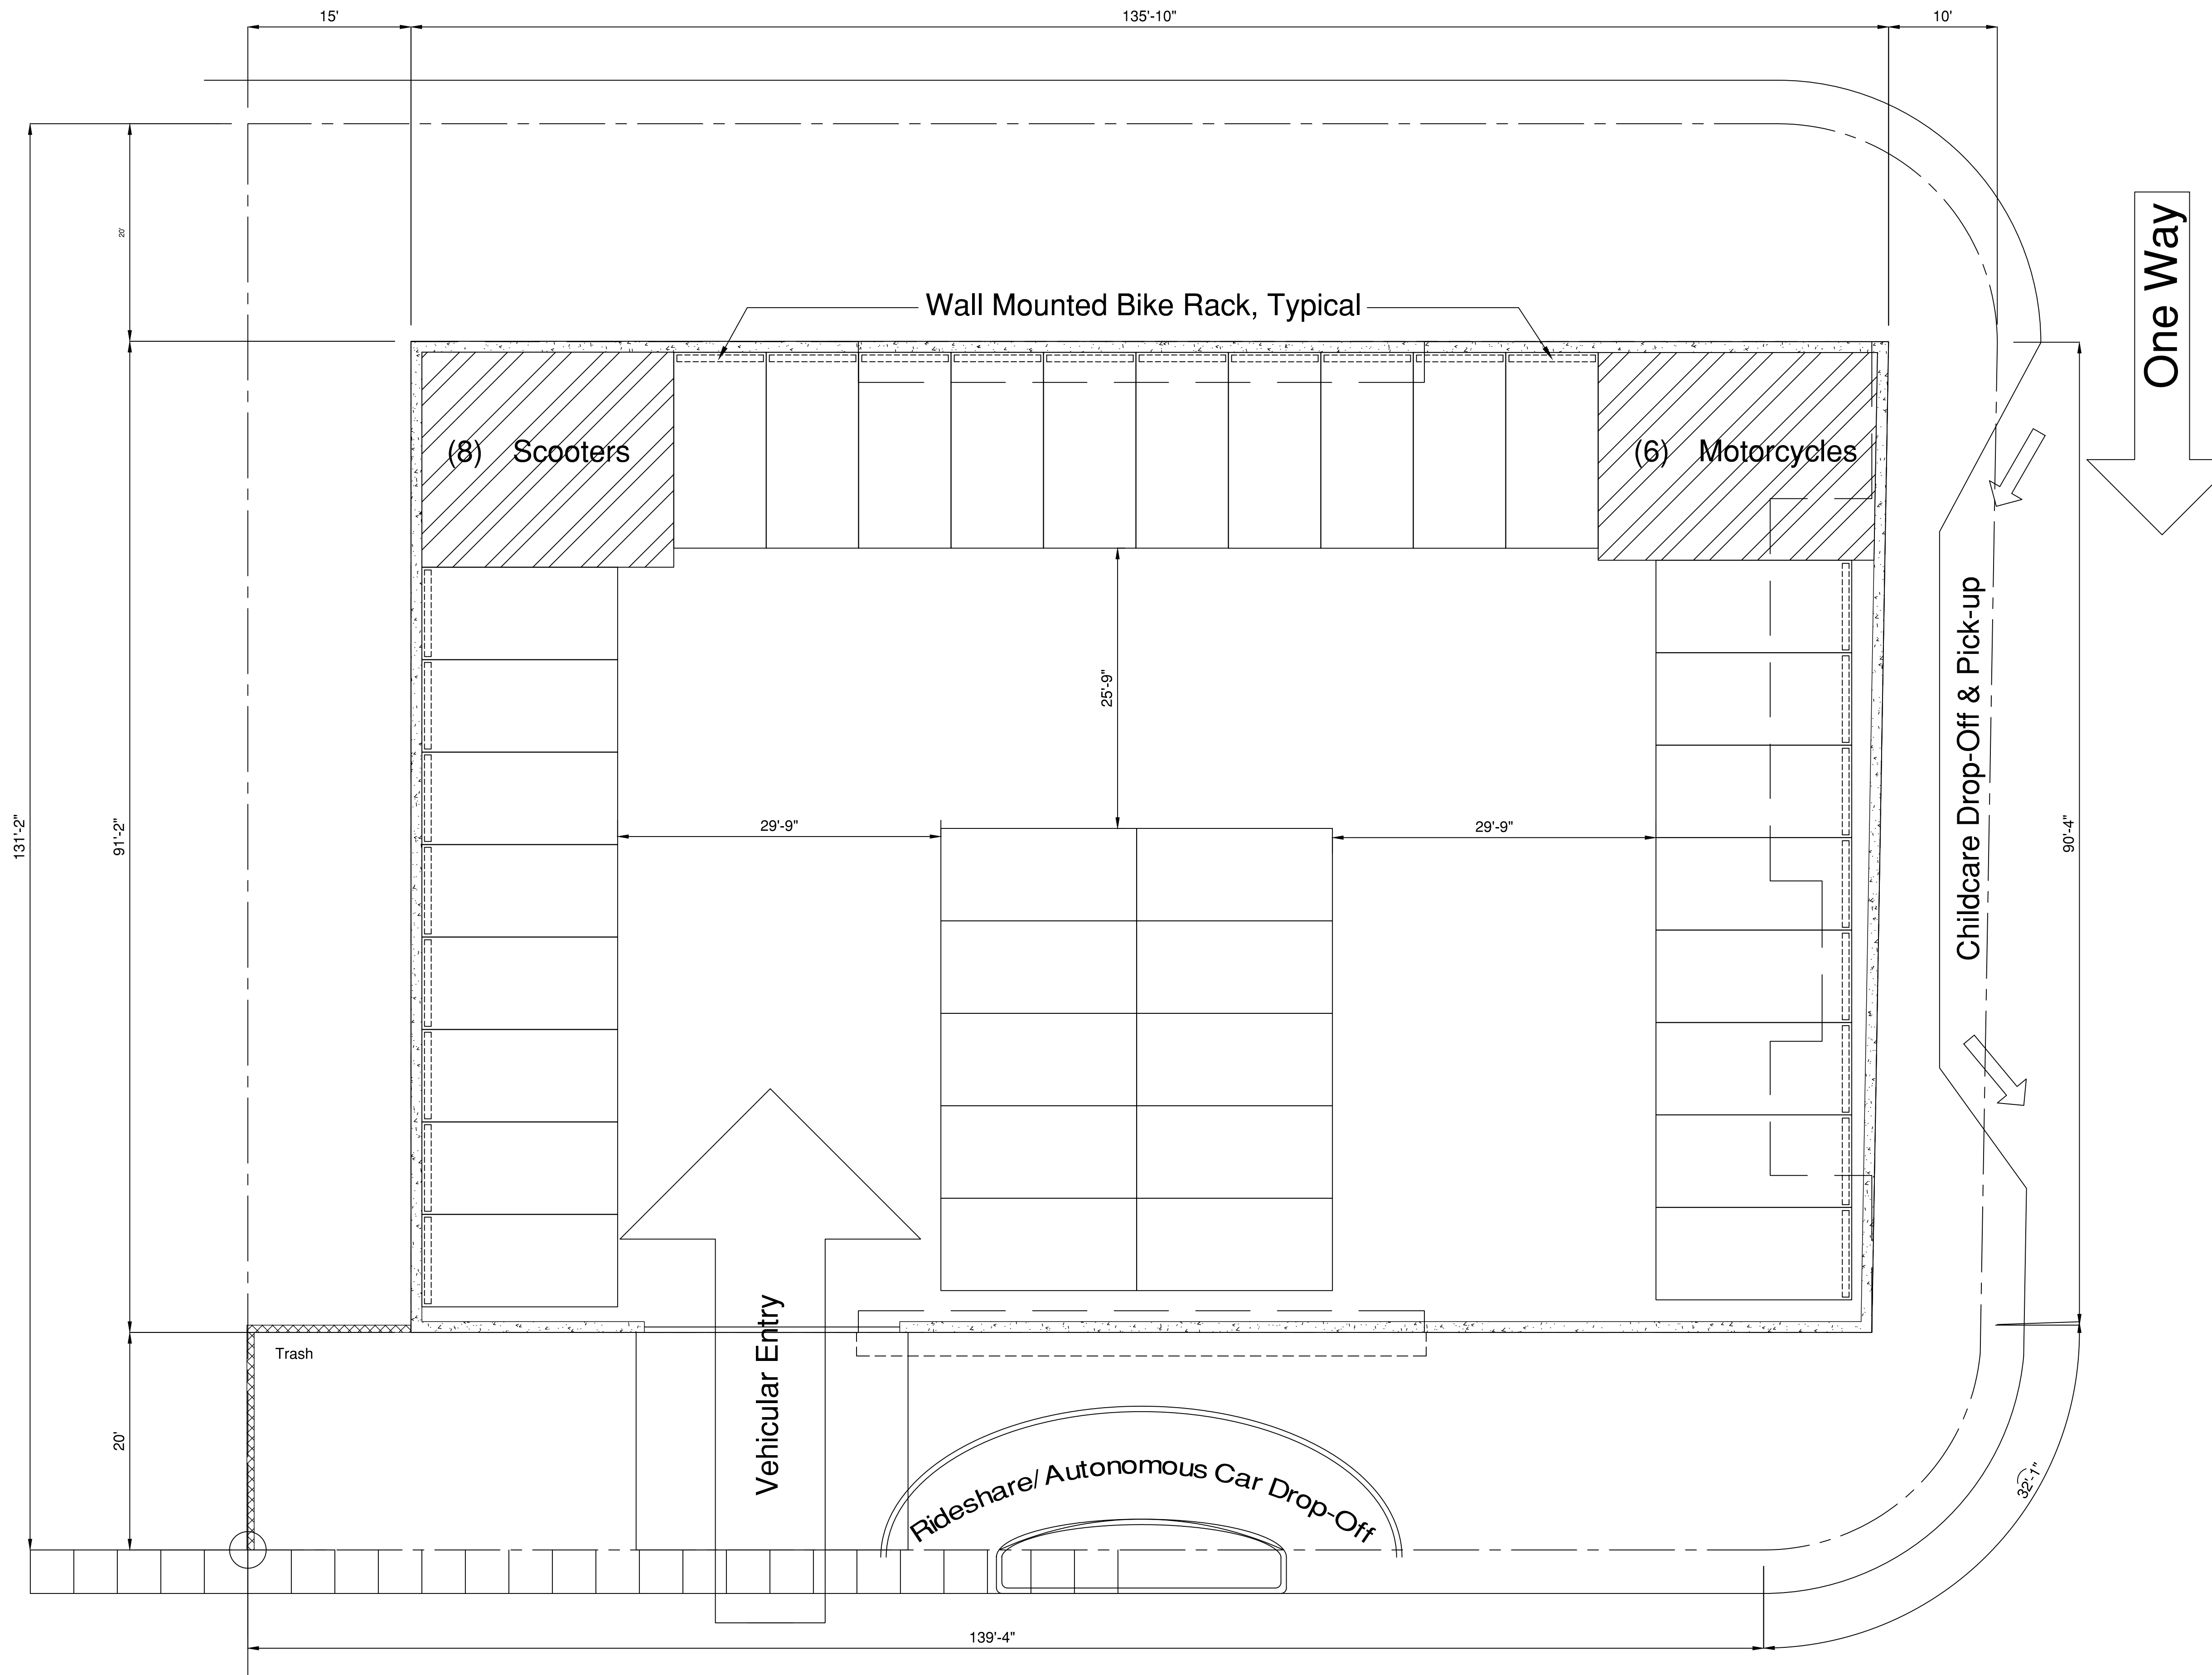 15'
135'-10"
10'
One Way
20'
Wall Mounted Bike Rack, Typical
(8) Scooters
(6) Motorcycles
Childcare Drop-Off & Pick-up
25'-9"
131'-2"
91'-2"
29'-9"
29'-9"
90'-4"
Trash
Vehicular Entry
20'
Rideshare/ Autonomous Car Drop-Off
32'-1"
139'-4"